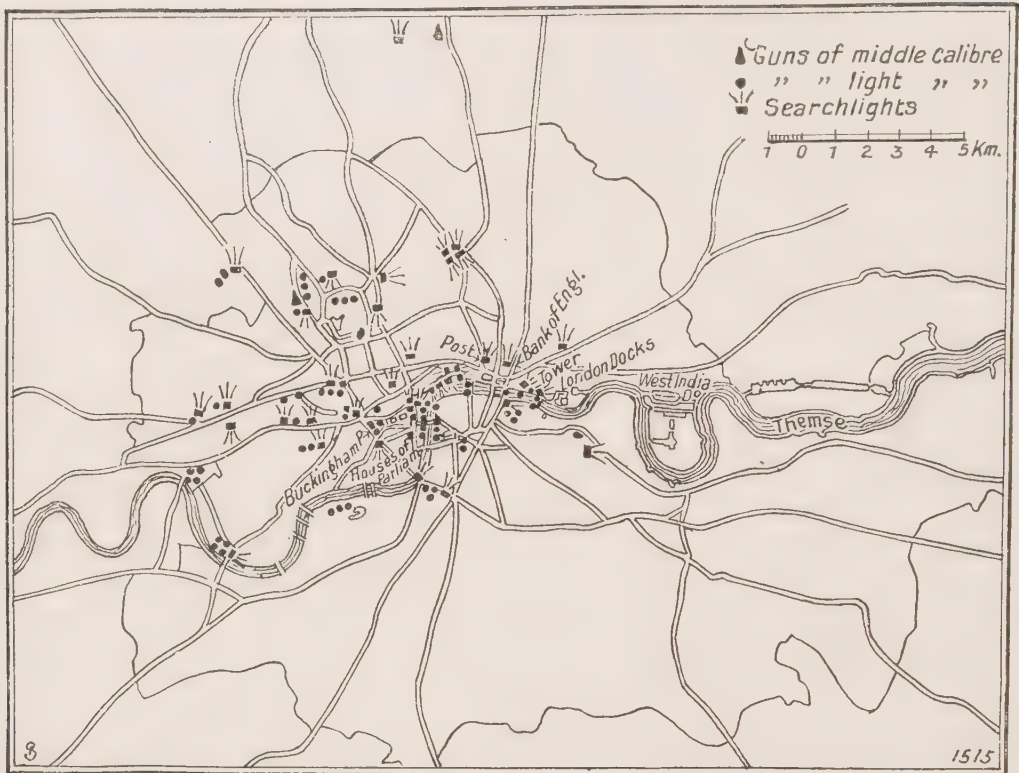 Guns of middle calibre
" " light " "
Searchlights
1 0 1 2 3 4 5 Km.
Post
Bank of Engl.
Tower
London Docks
West India
Themse
Buckingham P.
Houses of
Parliam.
8
1515